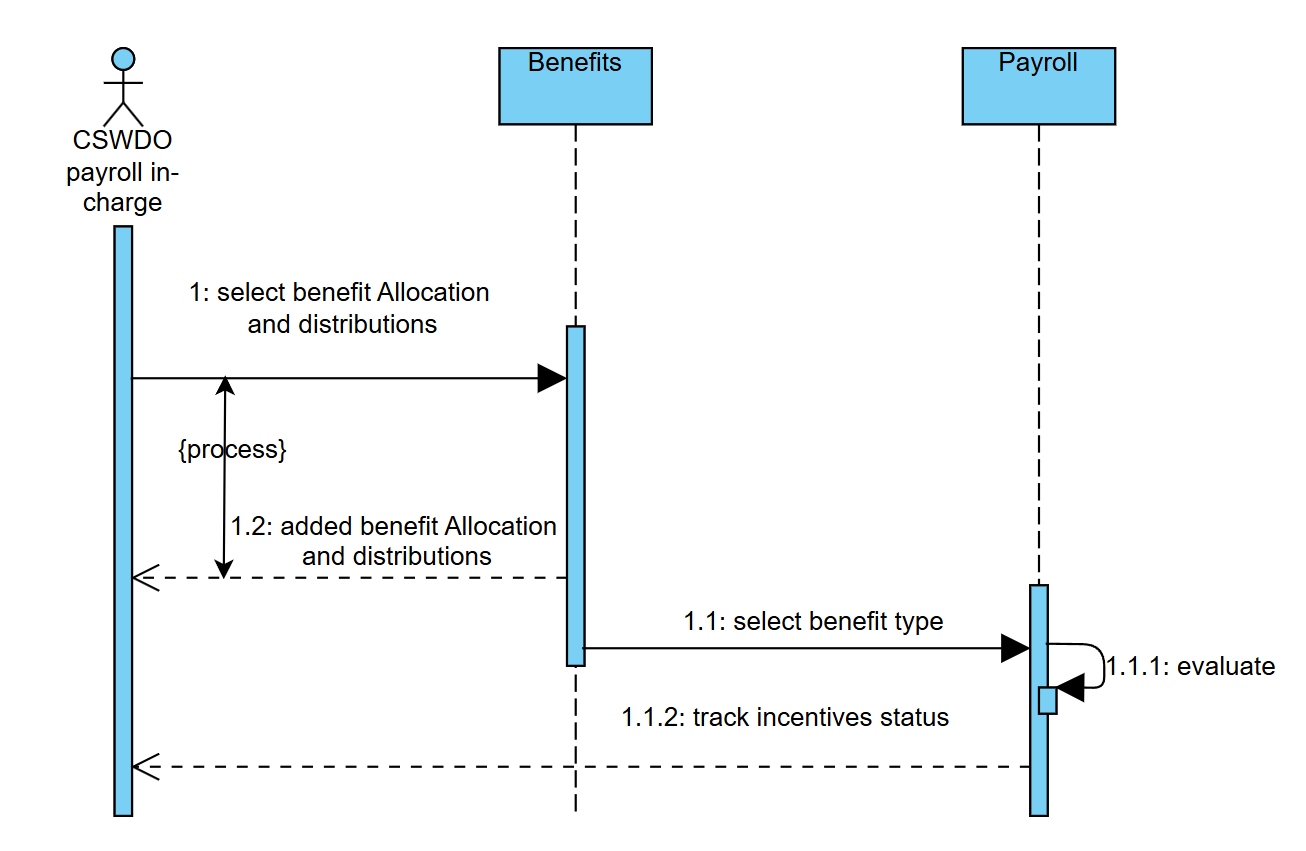 Benefits
Payroll
CSWDO
payroll in-
charge
1: select benefit Allocation
and distributions
{process}
1.2: added benefit Allocation
and distributions
1.1: select benefit type
1.1.1: evaluate
1.1.2: track incentives status